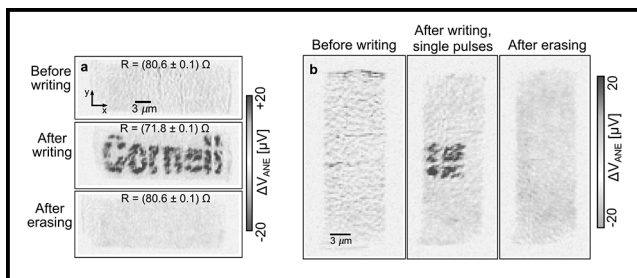 a
Before
writing
R = (80.6 ± 0.1) Ω
y
x
3 µm
After
writing
R = (71.8 ± 0.1) Ω
Cornell
After
erasing
R = (80.6 ± 0.1) Ω
+20
ΔV_ANE [µV]
-20
b
Before writing
After writing,
single pulses
After erasing
3 µm
20
ΔV_ANE [µV]
-20